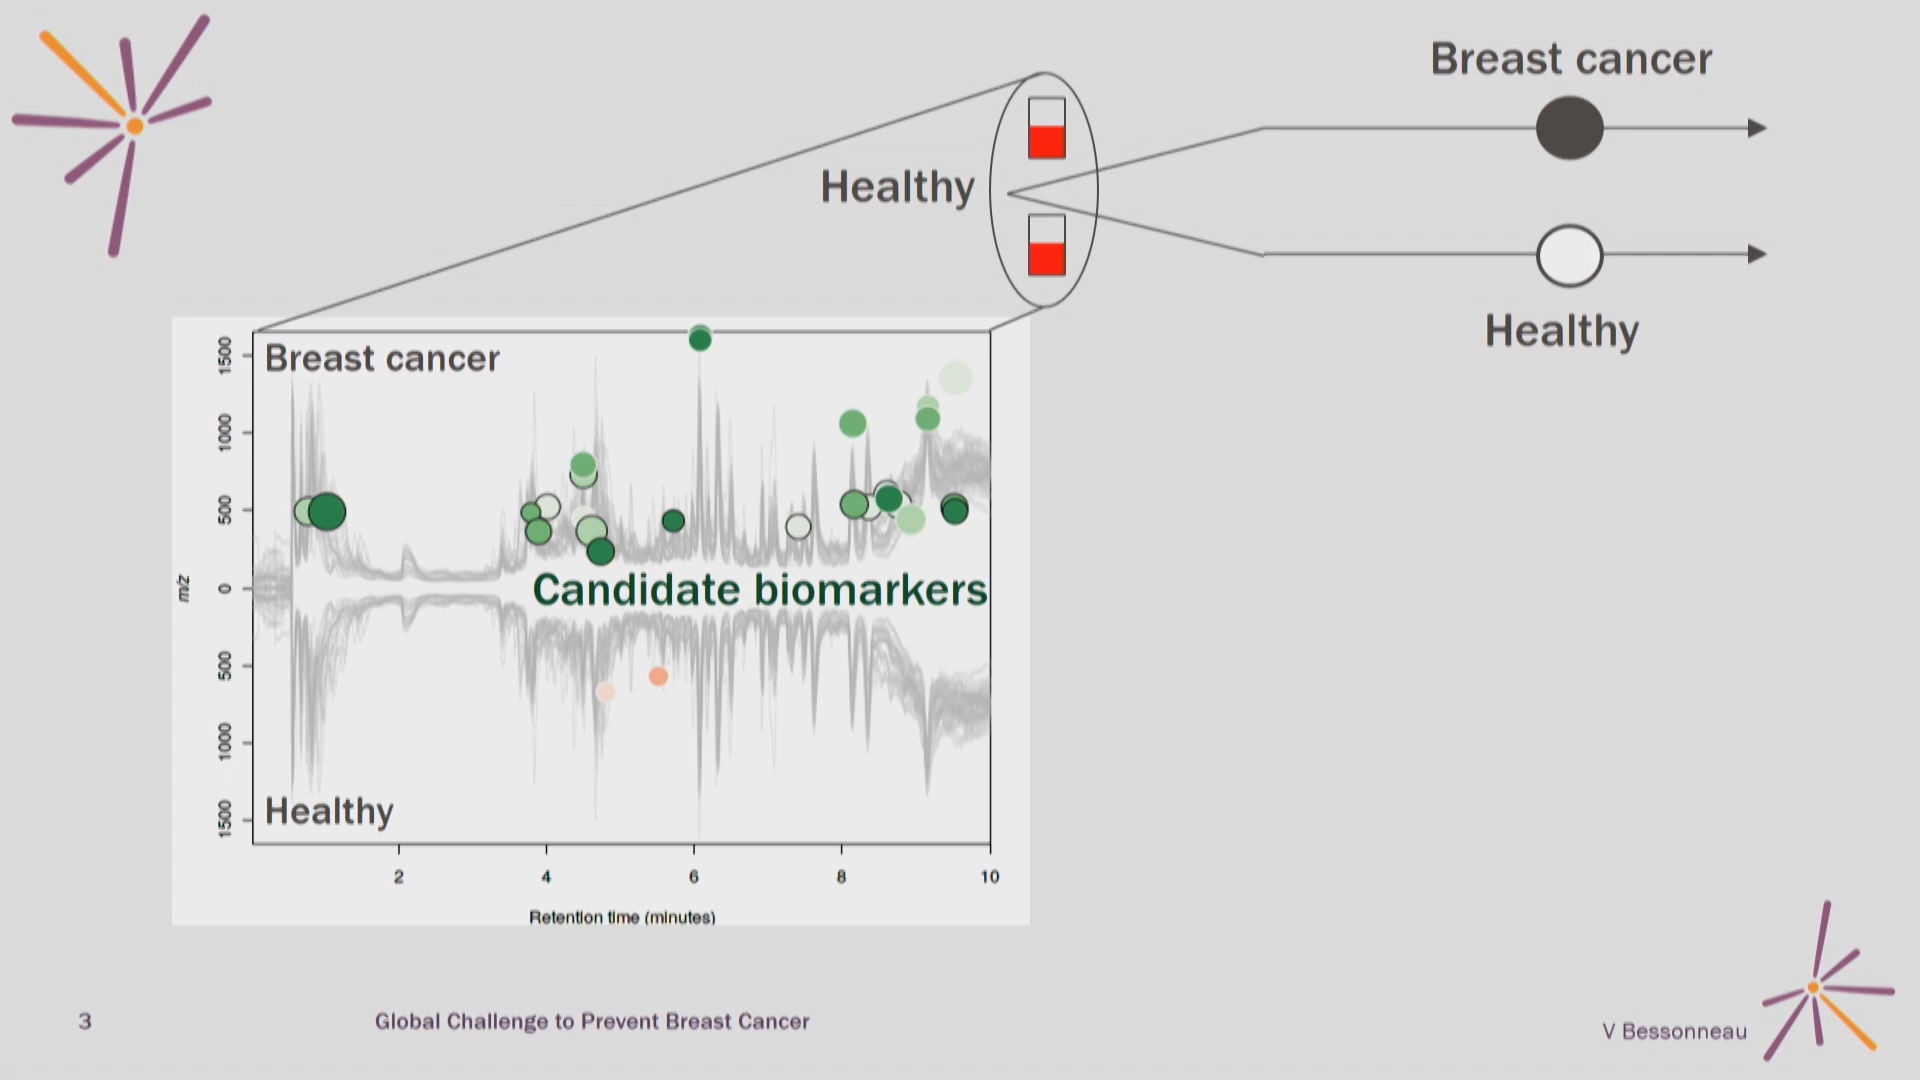 Breast cancer
Healthy
Healthy
Breast cancer
1500
1000
500
0
500
1000
1500
m/z
Candidate biomarkers
Healthy
2 4 6 8 10
Retention time (minutes)
3
Global Challenge to Prevent Breast Cancer
V Bessonneau